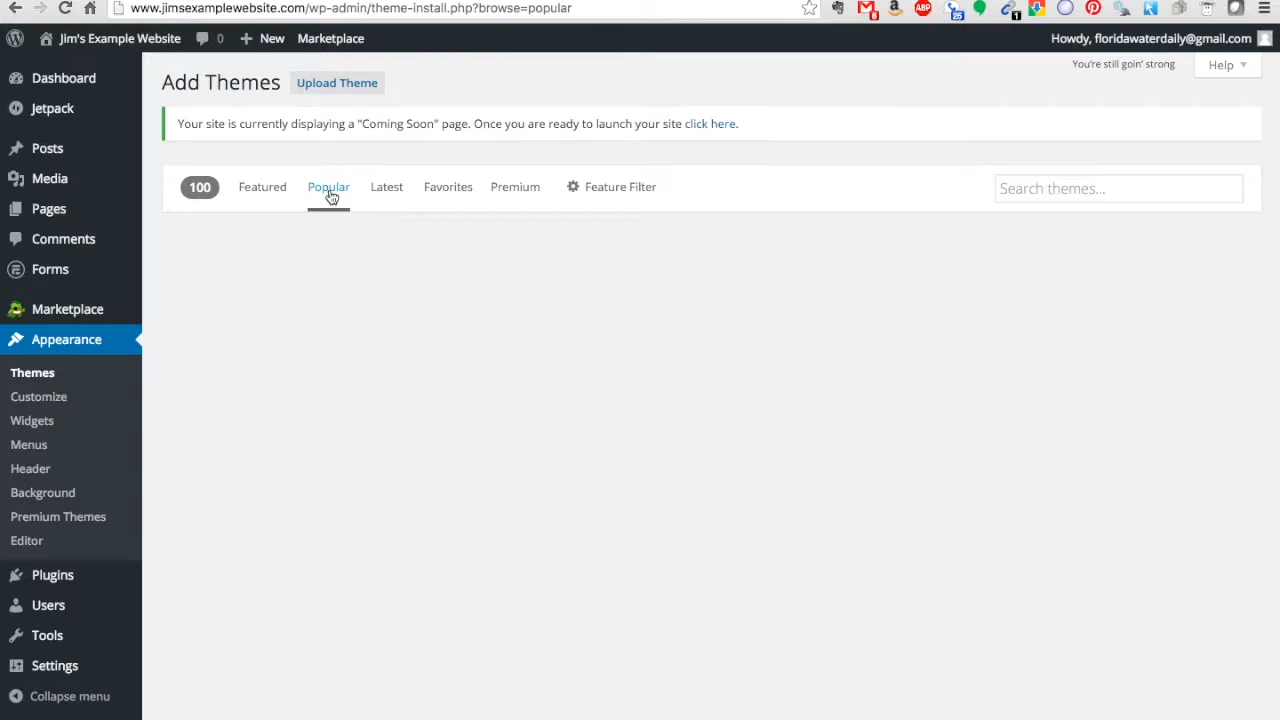 www.jimsexamplewebsite.com/wp-admin/theme-install.php?browse=popular
8
ABP
25
1
Jim's Example Website 0 New Marketplace Howdy, floridawaterdaily@gmail.com
You're still goin' strong Help
Add Themes Upload Theme
Your site is currently displaying a "Coming Soon" page. Once you are ready to launch your site click here.
100 Featured Popular Latest Favorites Premium Feature Filter Search themes...
Dashboard
Jetpack
Posts
Media
Pages
Comments
Forms
Marketplace
Appearance
Themes
Customize
Widgets
Menus
Header
Background
Premium Themes
Editor
Plugins
Users
Tools
Settings
Collapse menu